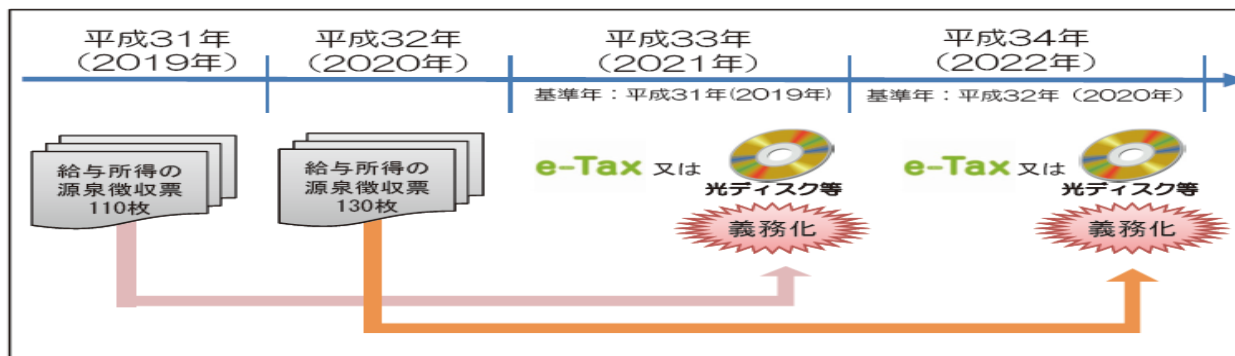 平成31年
(2019年)
平成32年
(2020年)
平成33年
(2021年)
平成34年
(2022年)
基準年：平成31年(2019年)
基準年：平成32年（2020年）
給与所得の
源泉徴収票
110枚
給与所得の
源泉徴収票
130枚
e-Tax 又は
光ディスク等
義務化
e-Tax 又は
光ディスク等
義務化